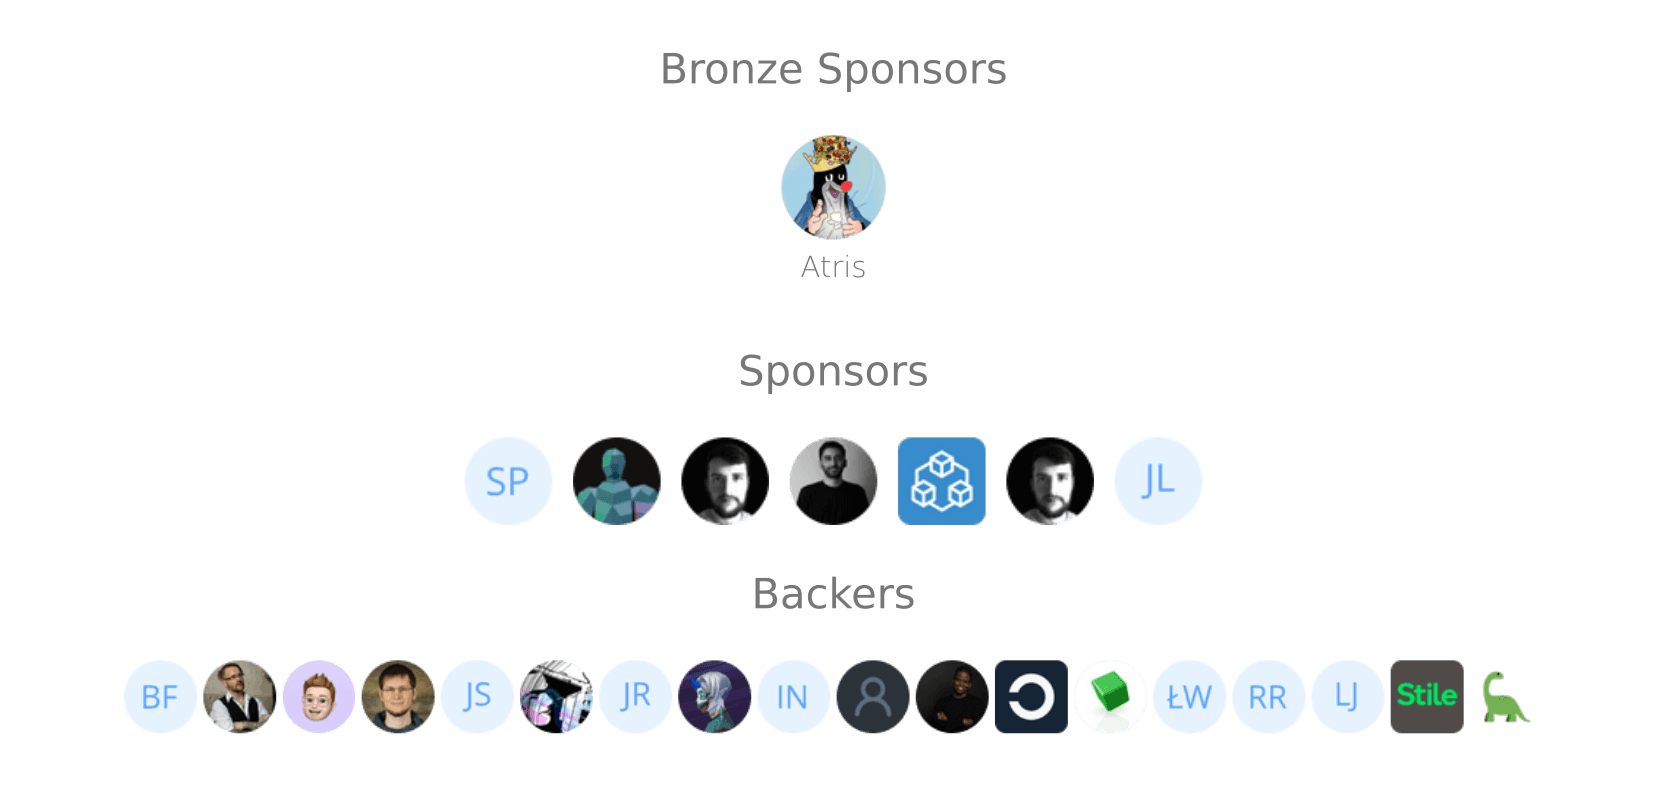 Bronze Sponsors
Atris
Sponsors
SP JL
Backers
BF JS JR IN ŁW RR LJ Stile